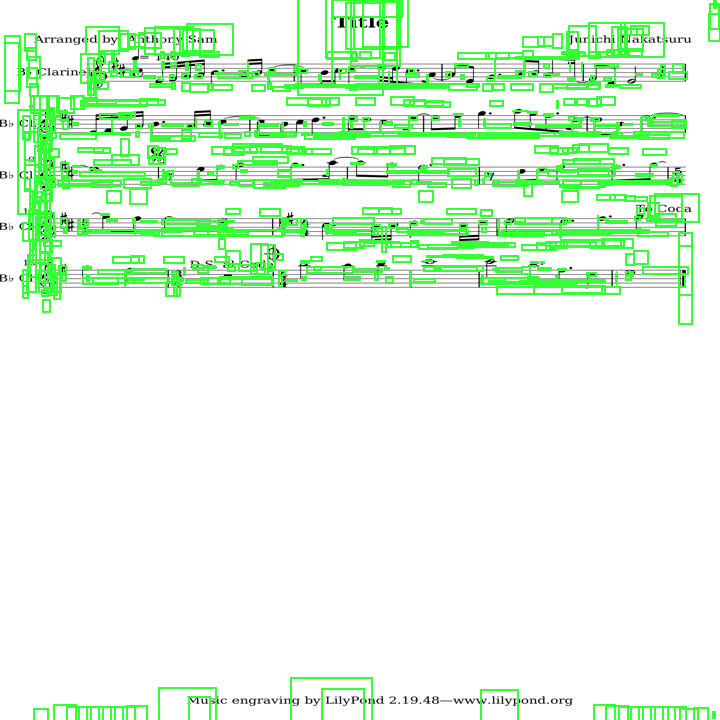 Title
Arranged by Anthony Sam
Junichi Nakatsuru
B♭ Clarinet
B♭ Cl.
B♭ Cl.
To Coda
B♭ Cl.
D.S. al Coda
B♭ Cl.
Music engraving by LilyPond 2.19.48—www.lilypond.org